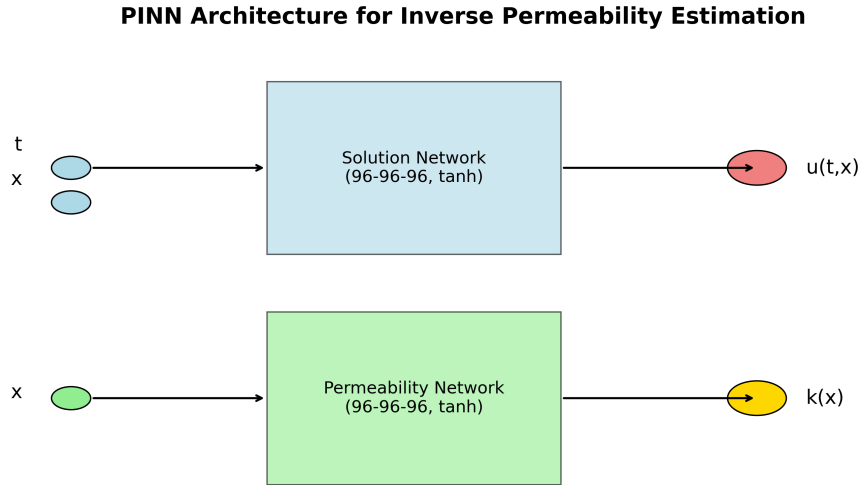 PINN Architecture for Inverse Permeability Estimation
t
x
Solution Network
(96-96-96, tanh)
u(t,x)
x
Permeability Network
(96-96-96, tanh)
k(x)